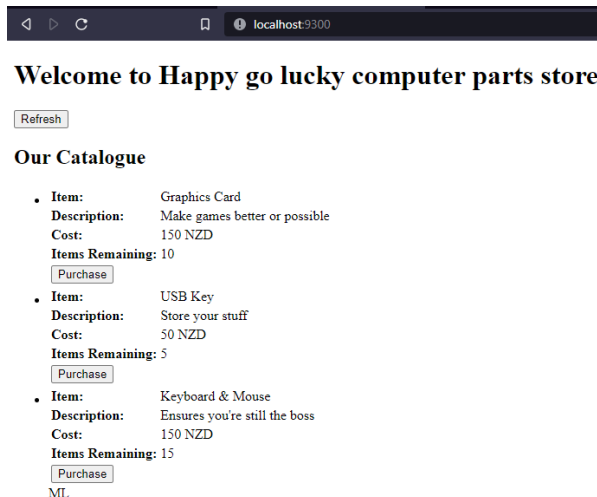 localhost:9300
Welcome to Happy go lucky computer parts store
Refresh
Our Catalogue
Item: Graphics Card
Description: Make games better or possible
Cost: 150 NZD
Items Remaining: 10
Purchase
Item: USB Key
Description: Store your stuff
Cost: 50 NZD
Items Remaining: 5
Purchase
Item: Keyboard & Mouse
Description: Ensures you're still the boss
Cost: 150 NZD
Items Remaining: 15
Purchase
ML